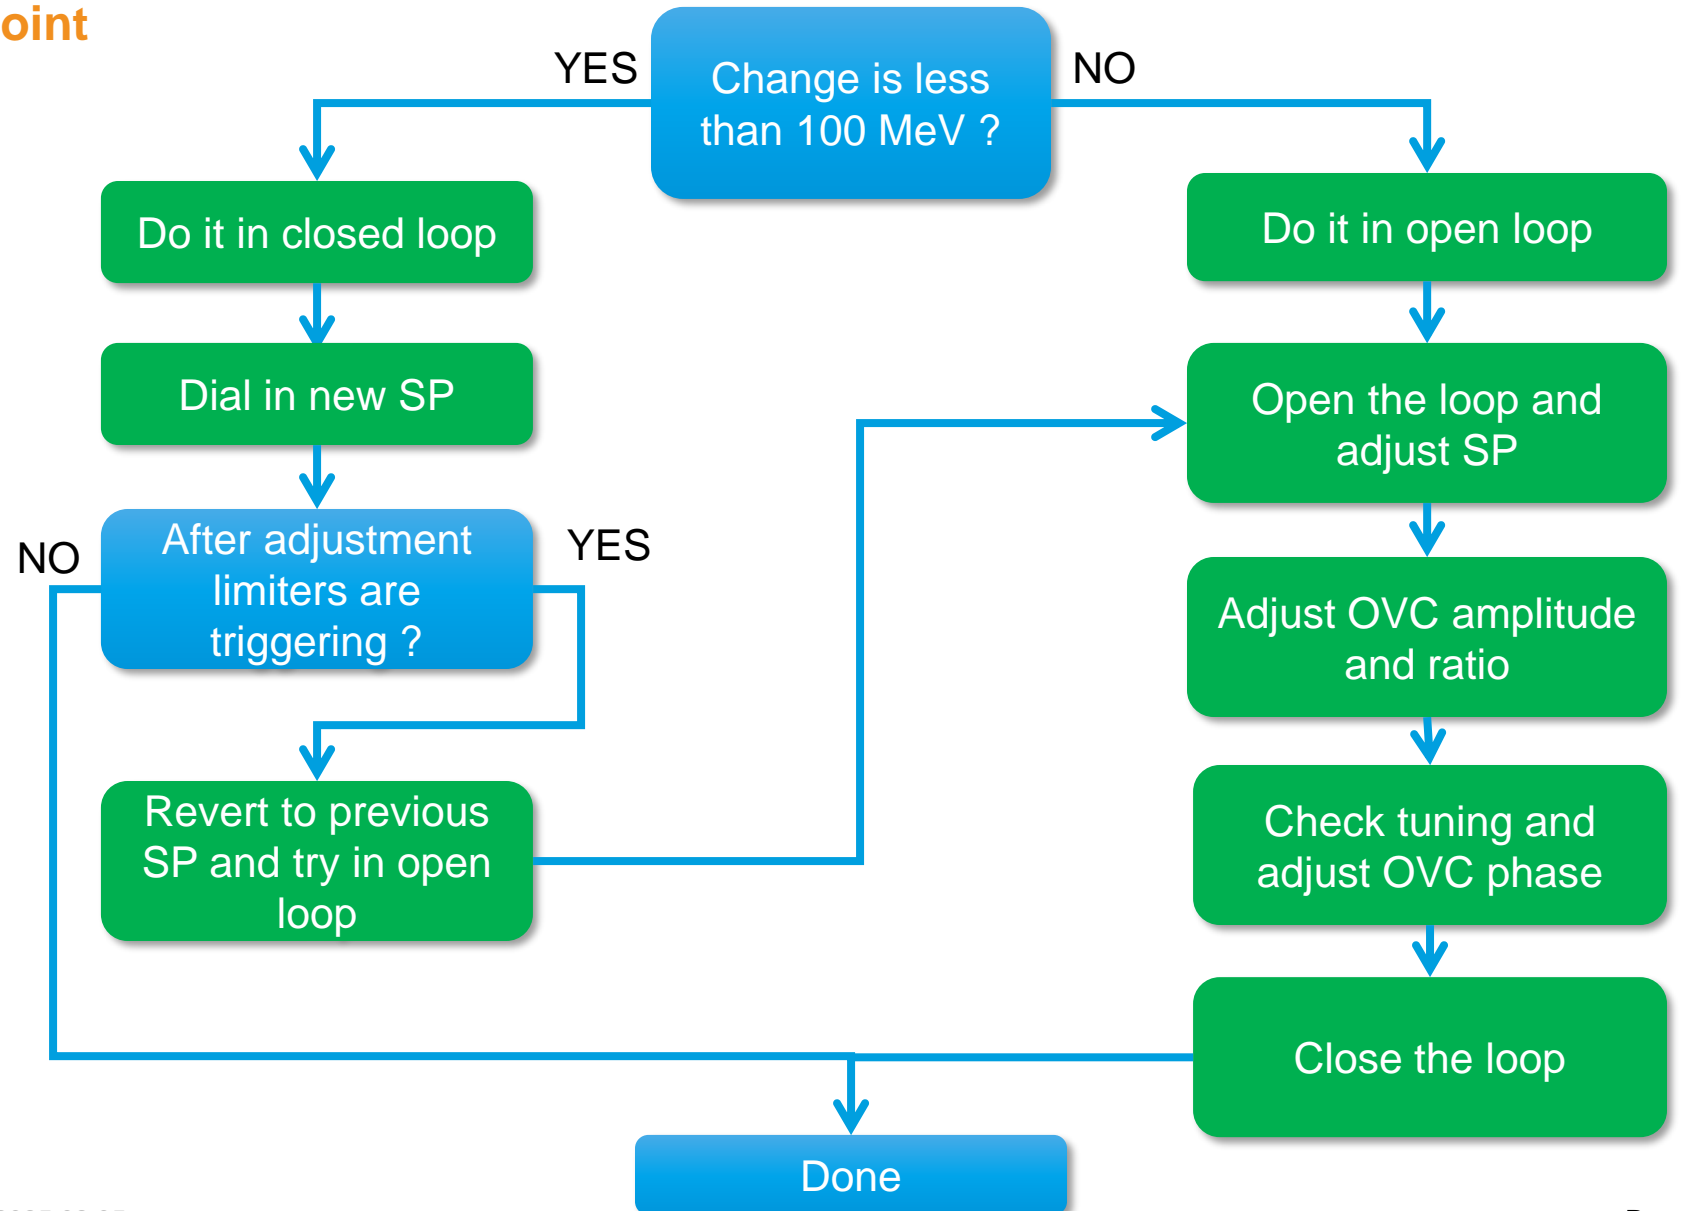 oint
YES
Change is less
than 100 MeV ?
NO
Do it in closed loop
Do it in open loop
Dial in new SP
Open the loop and
adjust SP
NO
After adjustment
limiters are
triggering ?
YES
Adjust OVC amplitude
and ratio
Revert to previous
SP and try in open
loop
Check tuning and
adjust OVC phase
Close the loop
Done